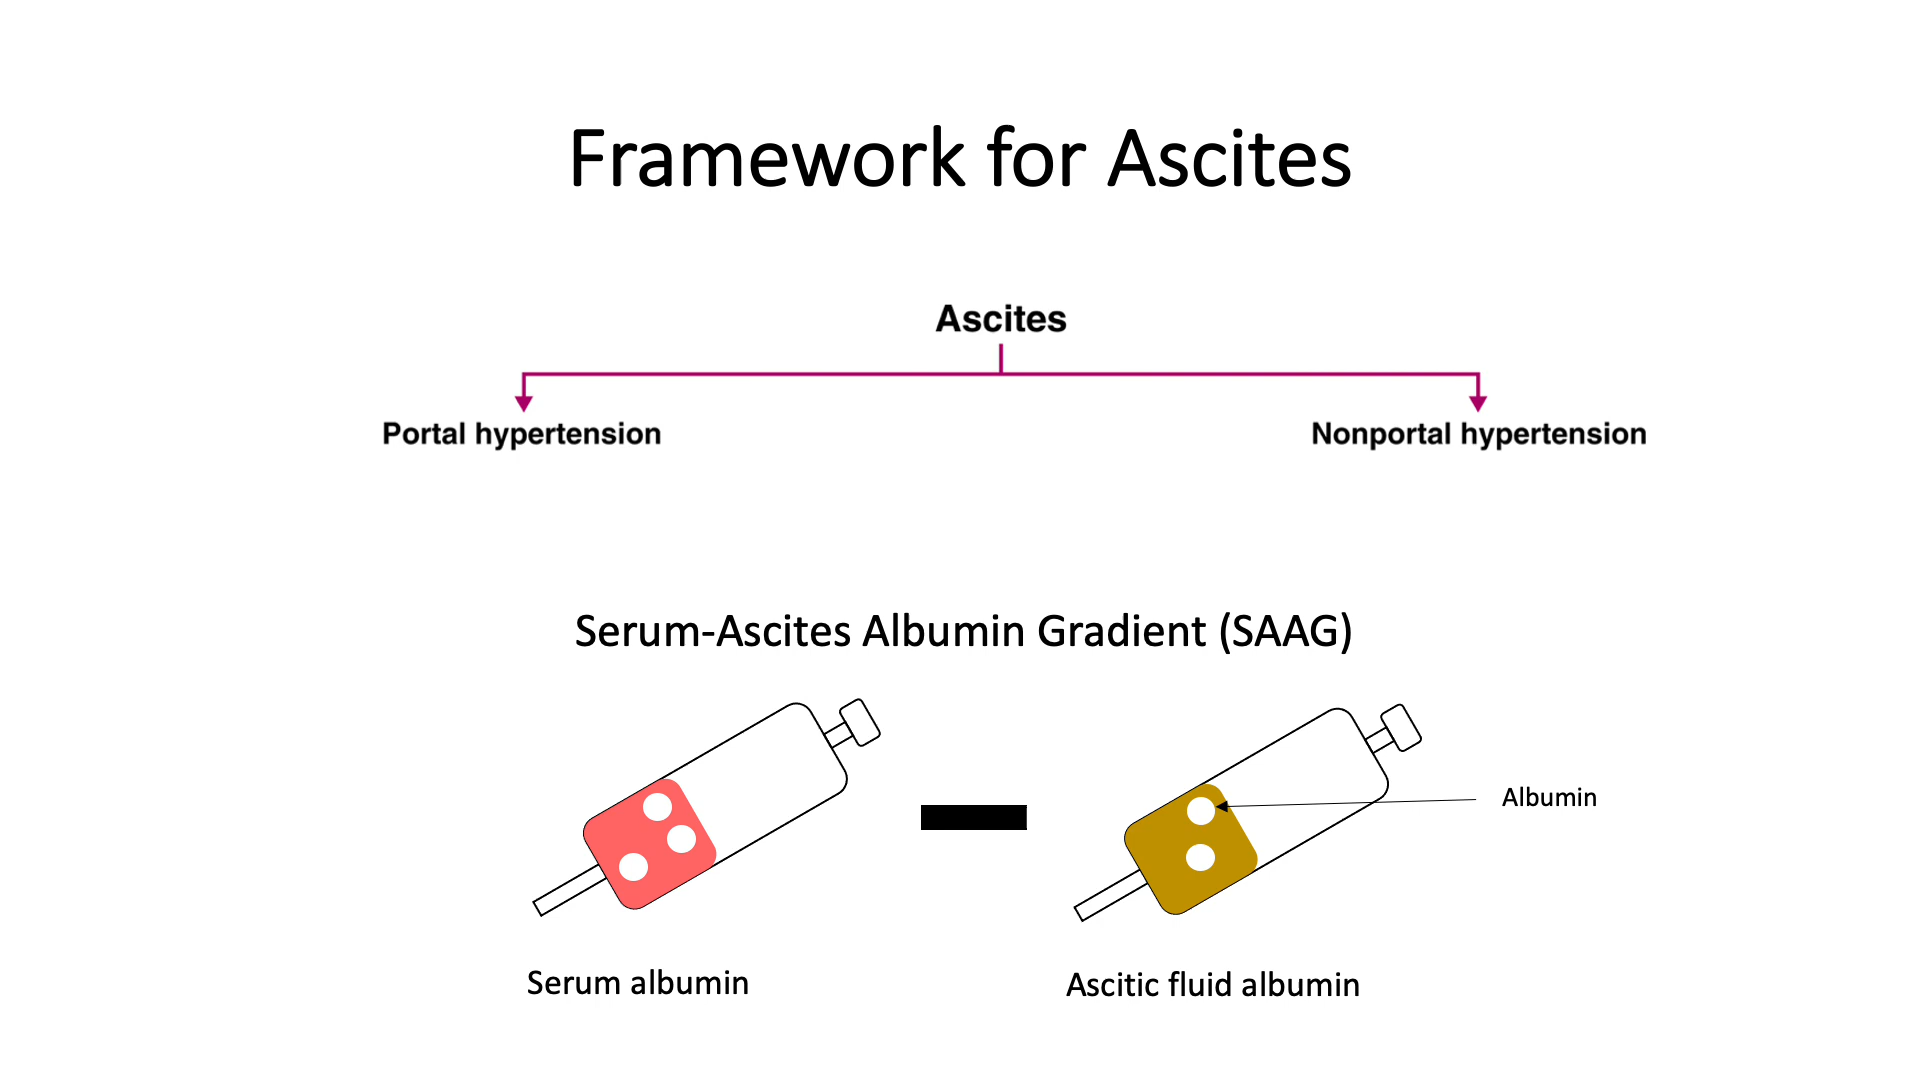 Framework for Ascites
Ascites
Portal hypertension
Nonportal hypertension
Serum-Ascites Albumin Gradient (SAAG)
Albumin
Serum albumin
Ascitic fluid albumin